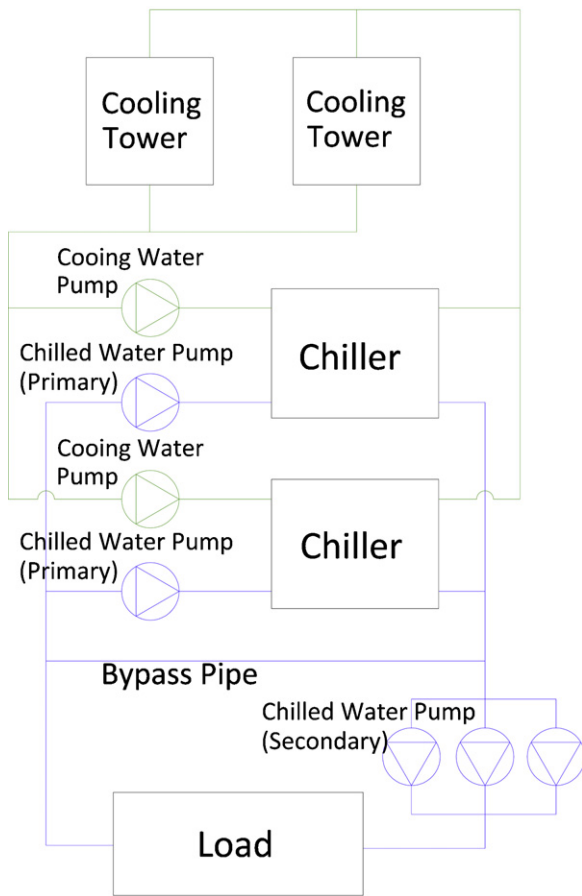 Cooling
Tower
Cooling
Tower
Cooing Water
Pump
Chiller
Chilled Water Pump
(Primary)
Cooing Water
Pump
Chiller
Chilled Water Pump
(Primary)
Bypass Pipe
Chilled Water Pump
(Secondary)
Load